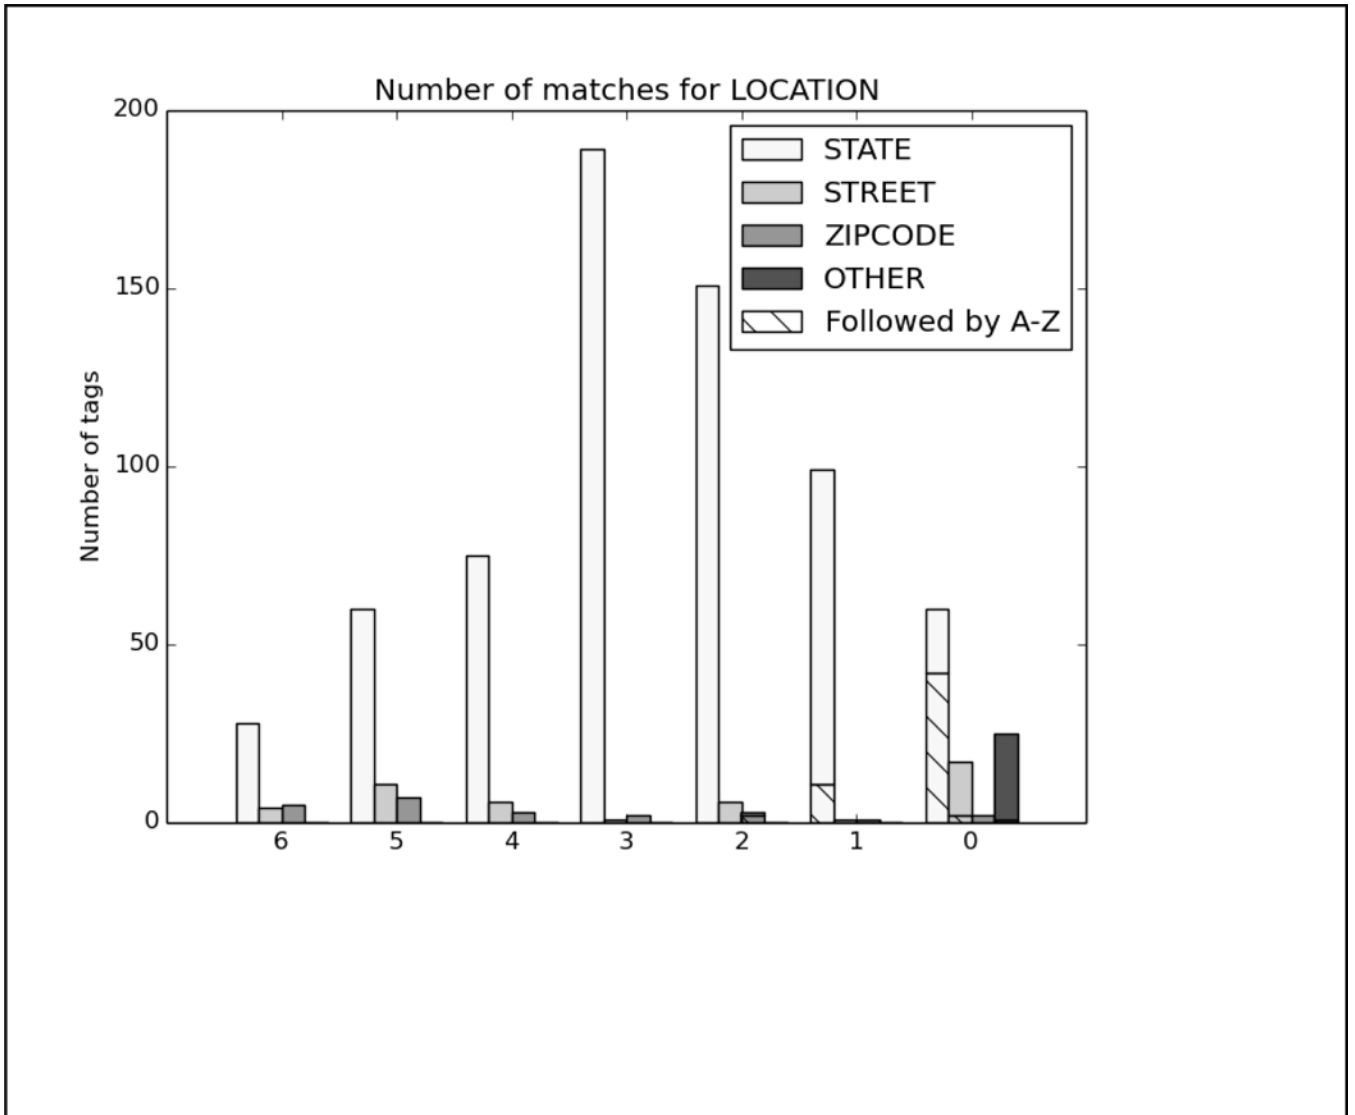 Number of matches for LOCATION
200
150
100
50
0
Number of tags
STATE
STREET
ZIPCODE
OTHER
Followed by A-Z
6 5 4 3 2 1 0